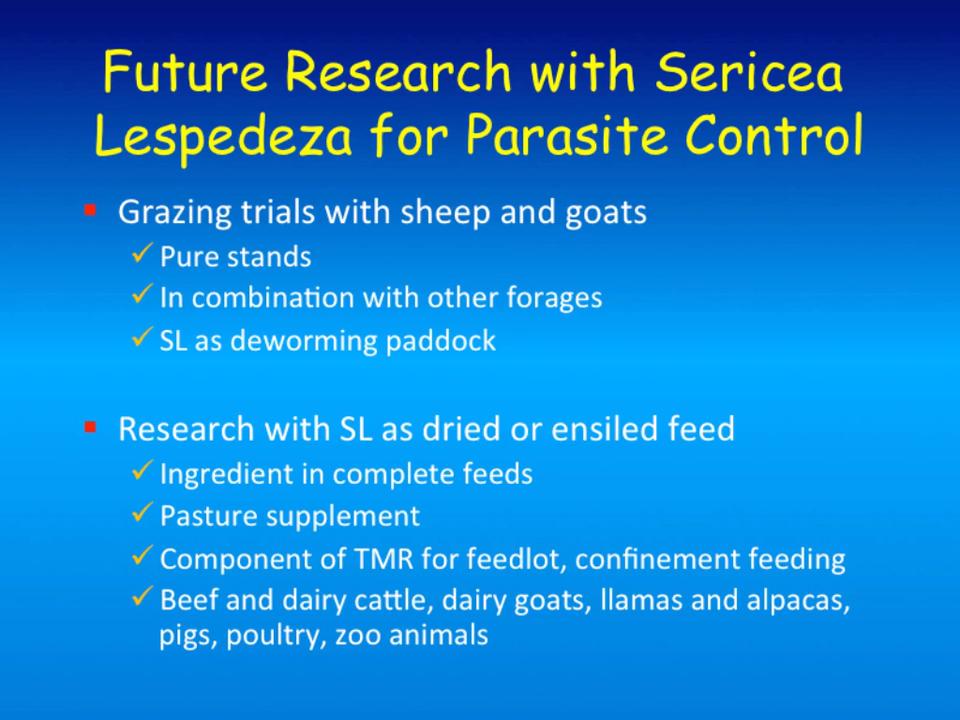 Future Research with Sericea
Lespedeza for Parasite Control
Grazing trials with sheep and goats
Pure stands
In combination with other forages
SL as deworming paddock
Research with SL as dried or ensiled feed
Ingredient in complete feeds
Pasture supplement
Component of TMR for feedlot, confinement feeding
Beef and dairy cattle, dairy goats, llamas and alpacas,
pigs, poultry, zoo animals